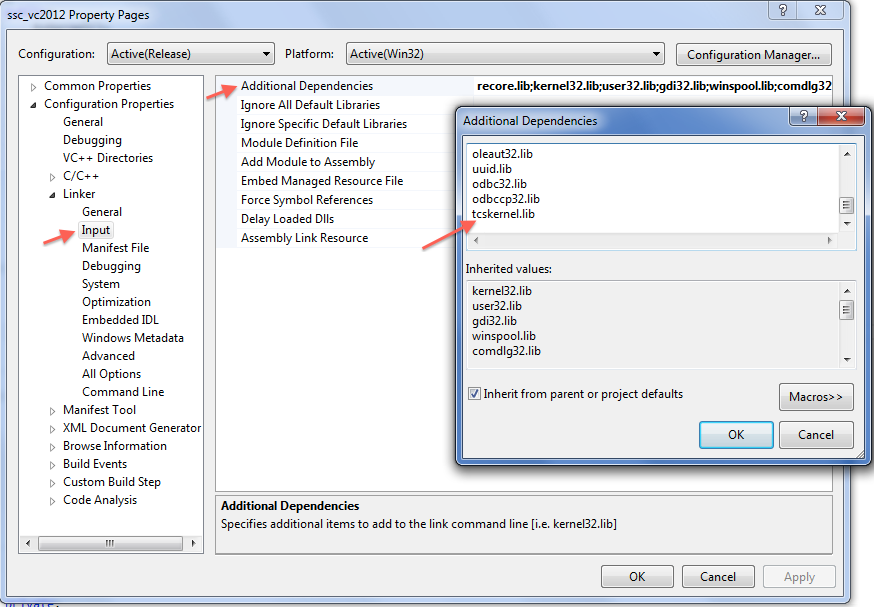 ssc_vc2012 Property Pages
Configuration:
Active(Release)
Platform:
Active(Win32)
Configuration Manager...
Common Properties
Configuration Properties
General
Debugging
VC++ Directories
C/C++
Linker
General
Input
Manifest File
Debugging
System
Optimization
Embedded IDL
Windows Metadata
Advanced
All Options
Command Line
Manifest Tool
XML Document Generator
Browse Information
Build Events
Custom Build Step
Code Analysis
Additional Dependencies
recore.lib;kernel32.lib;user32.lib;gdi32.lib;winspool.lib;comdlg32
Ignore All Default Libraries
Ignore Specific Default Libraries
Module Definition File
Add Module to Assembly
Embed Managed Resource File
Force Symbol References
Delay Loaded Dlls
Assembly Link Resource
Additional Dependencies
oleaut32.lib
uuid.lib
odbc32.lib
odbccp32.lib
tcskernel.lib
Inherited values:
kernel32.lib
user32.lib
gdi32.lib
winspool.lib
comdlg32.lib
Inherit from parent or project defaults
Macros>>
OK
Cancel
Additional Dependencies
Specifies additional items to add to the link command line [i.e. kernel32.lib]
OK
Cancel
Apply
private: